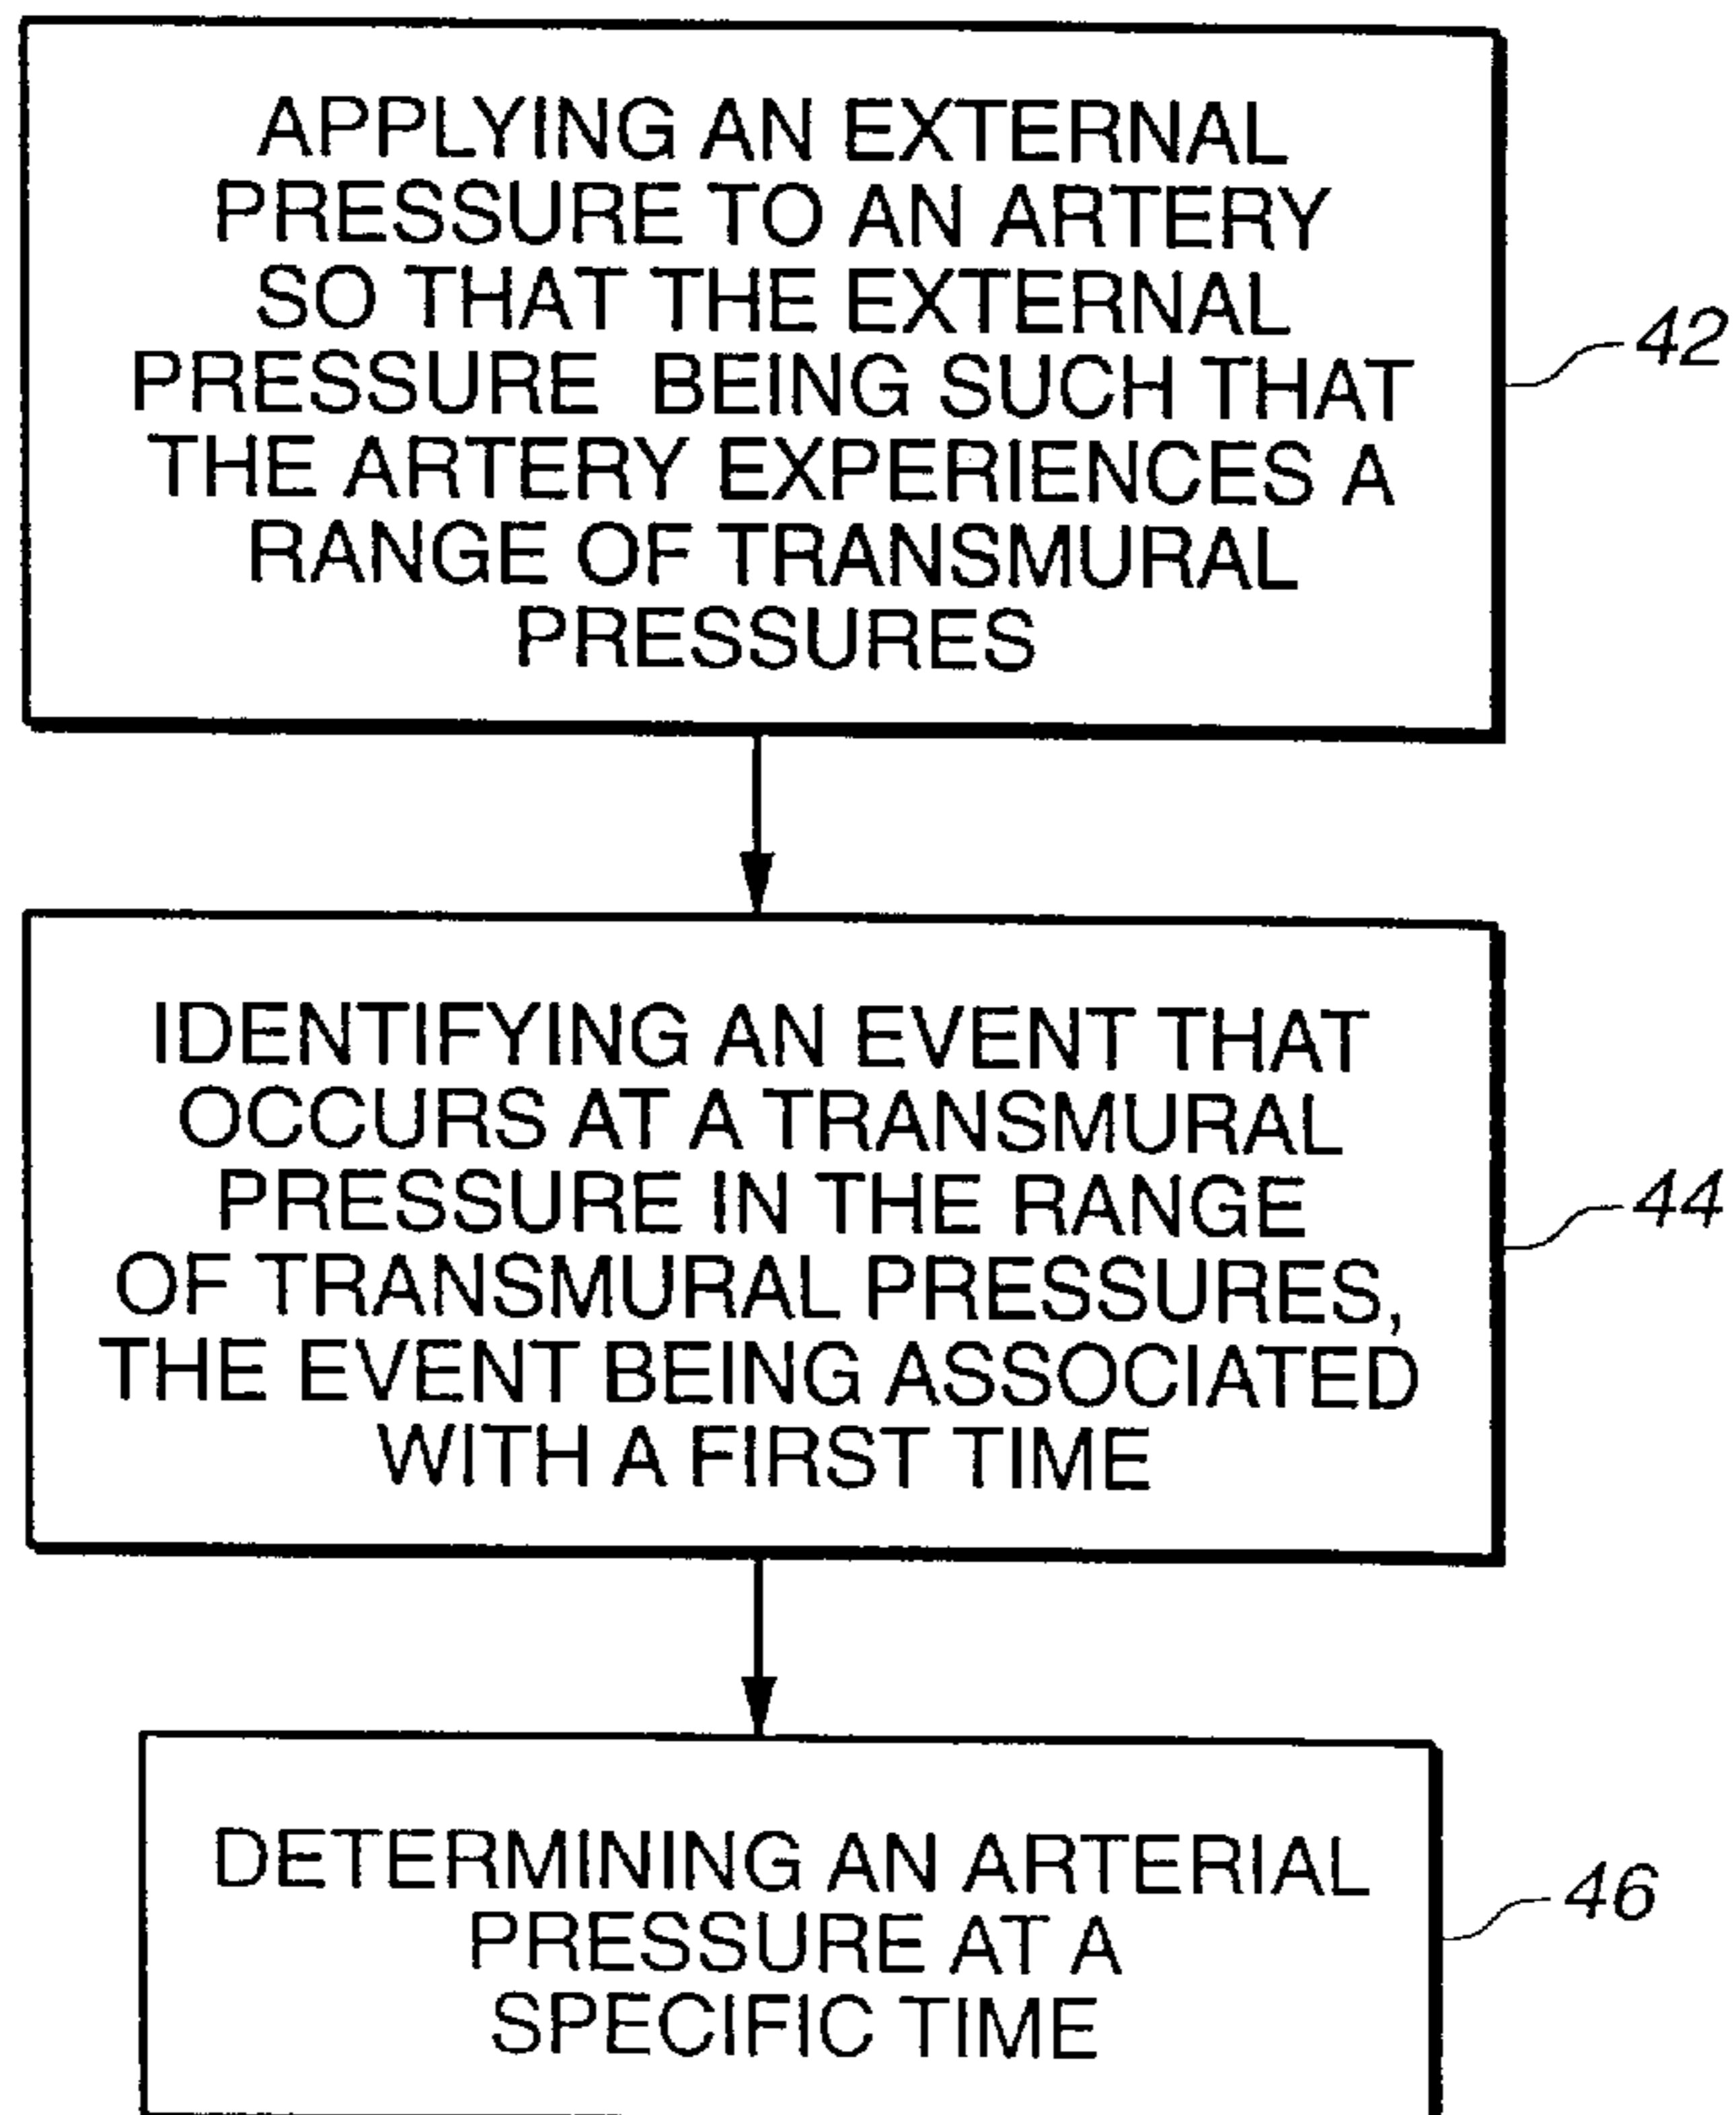 APPLYING AN EXTERNAL
PRESSURE TO AN ARTERY
SO THAT THE EXTERNAL
PRESSURE BEING SUCH THAT
THE ARTERY EXPERIENCES A
RANGE OF TRANSMURAL
PRESSURES
42
IDENTIFYING AN EVENT THAT
OCCURS AT A TRANSMURAL
PRESSURE IN THE RANGE
OF TRANSMURAL PRESSURES,
THE EVENT BEING ASSOCIATED
WITH A FIRST TIME
44
DETERMINING AN ARTERIAL
PRESSURE AT A
SPECIFIC TIME
46